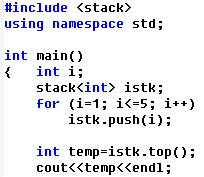 #include <stack>
using namespace std;
int main()
{   int i;
    stack<int> istk;
    for (i=1; i<=5; i++)
        istk.push(i);
    int temp=istk.top();
    cout<<temp<<endl;